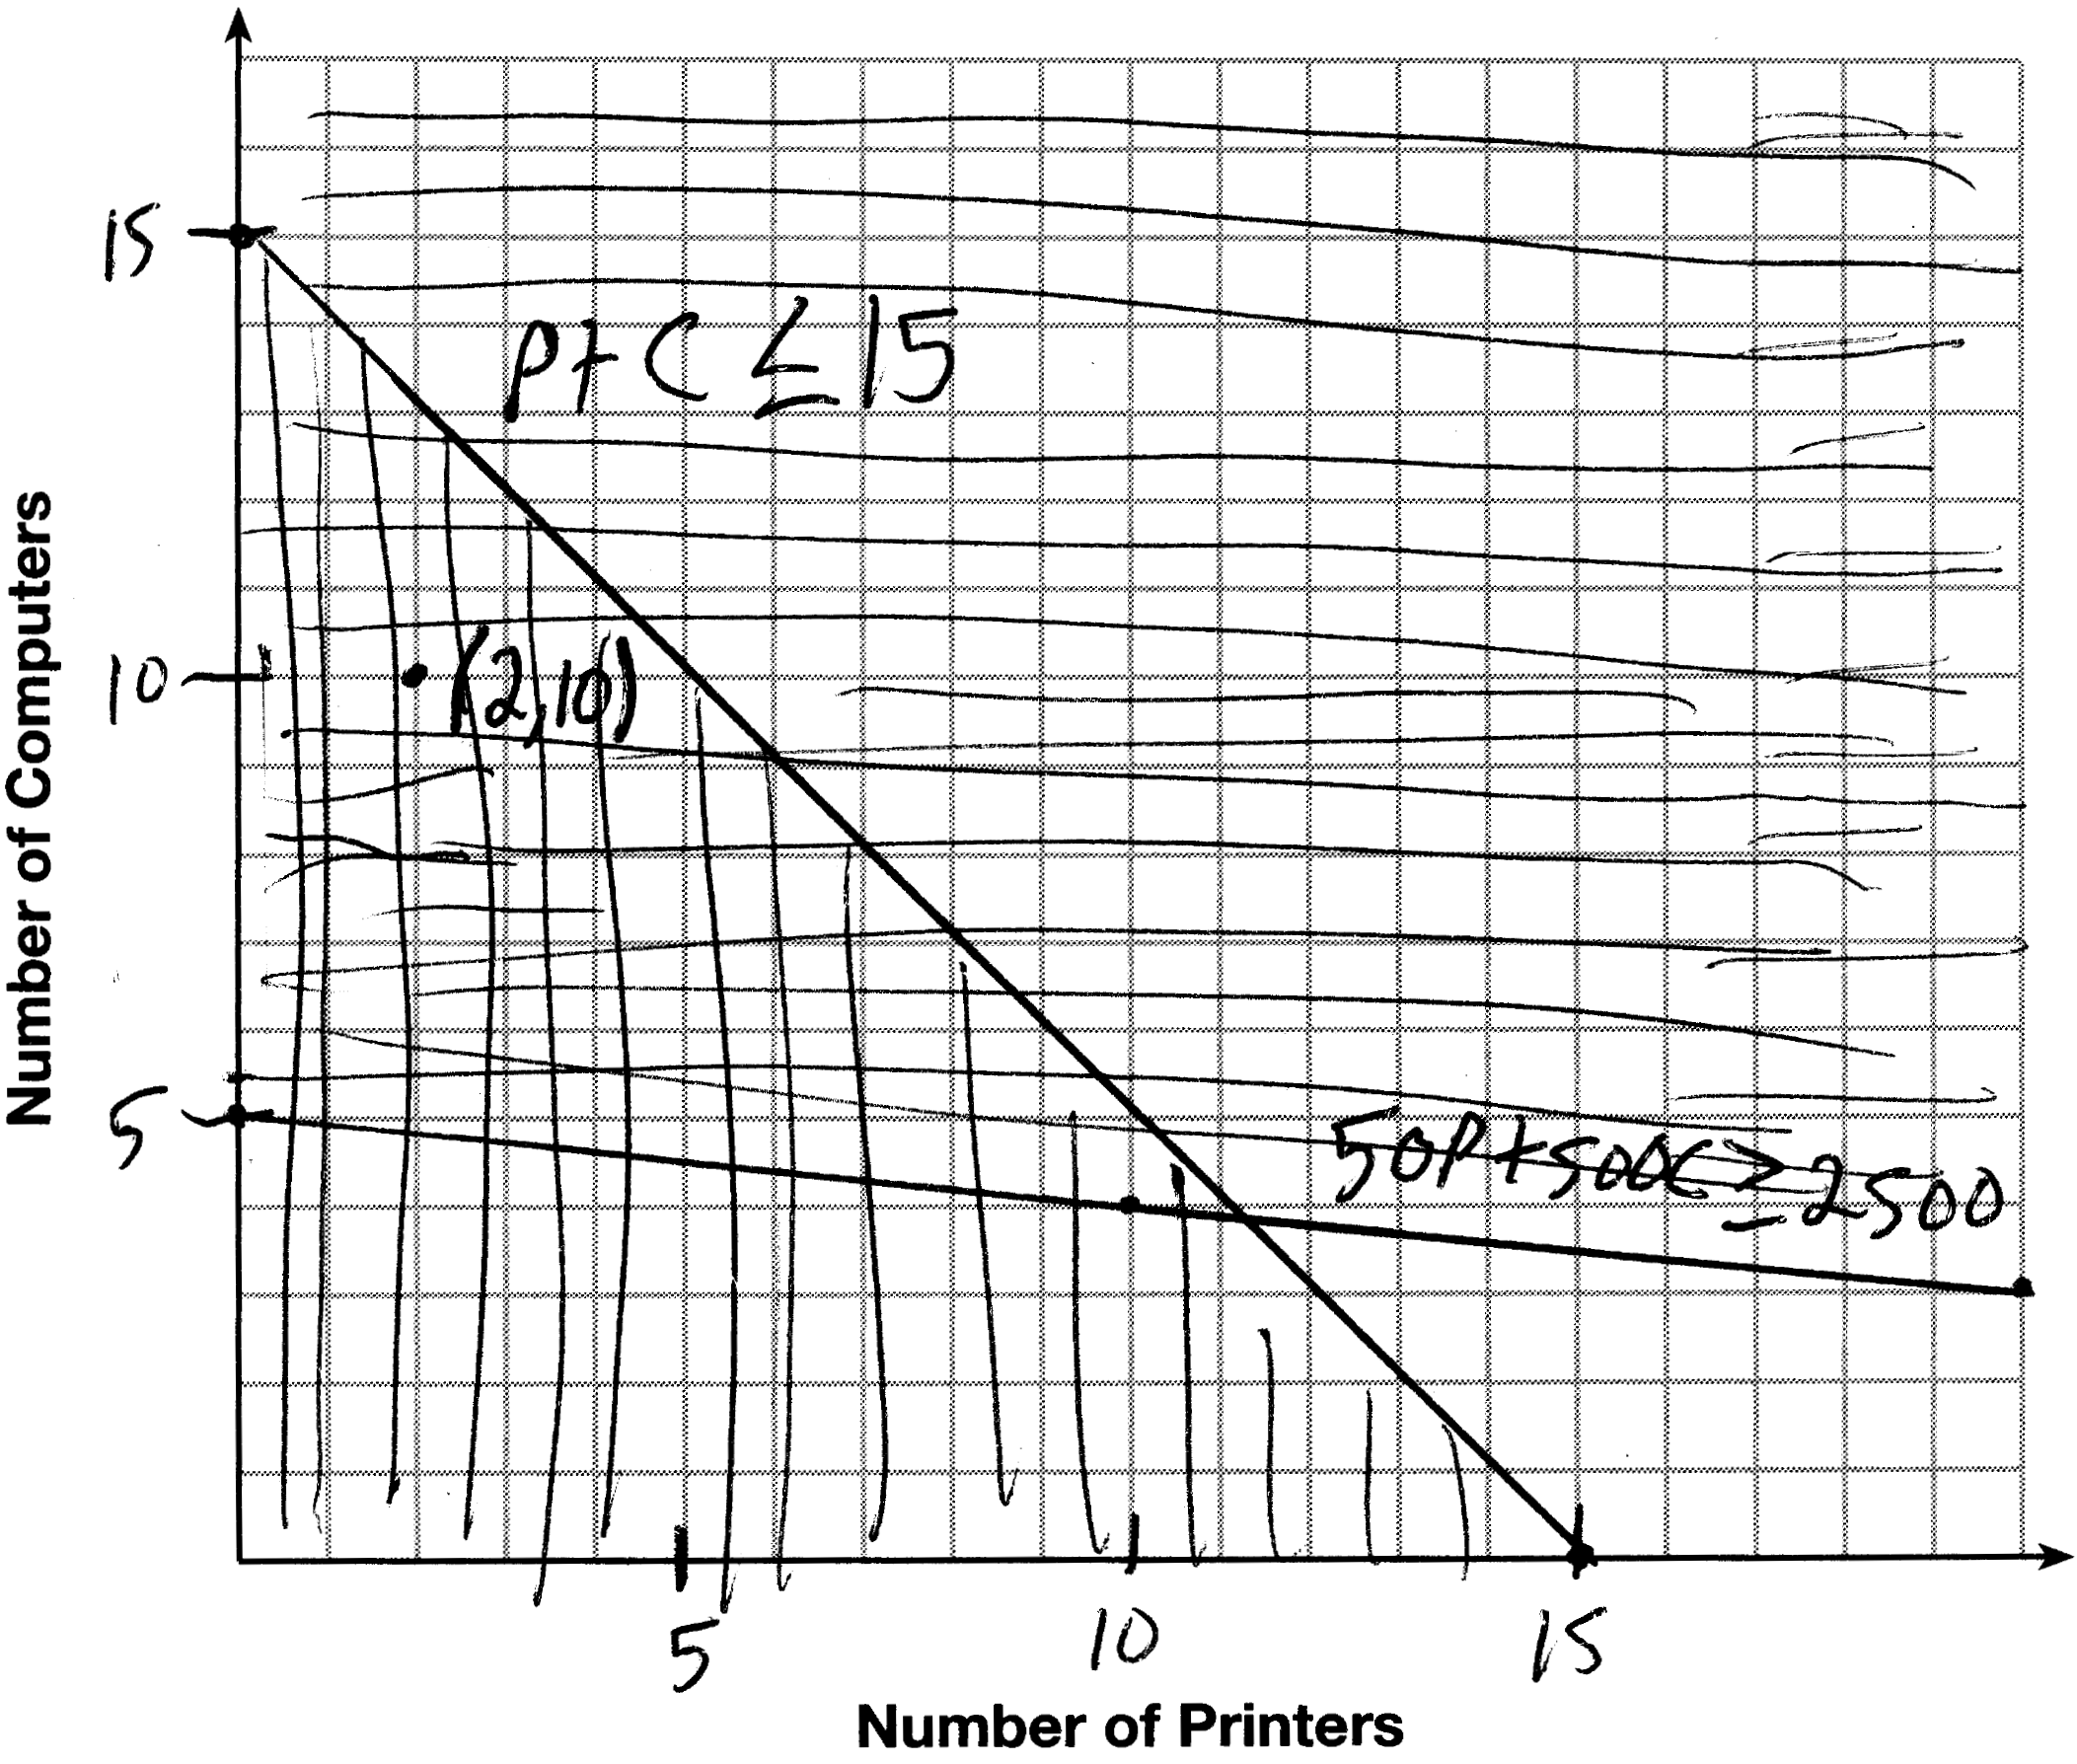 15
P+C ≤ 15
10
(2,10)
5
50P+500C ≥ 2500
5
10
15
Number of Computers
Number of Printers